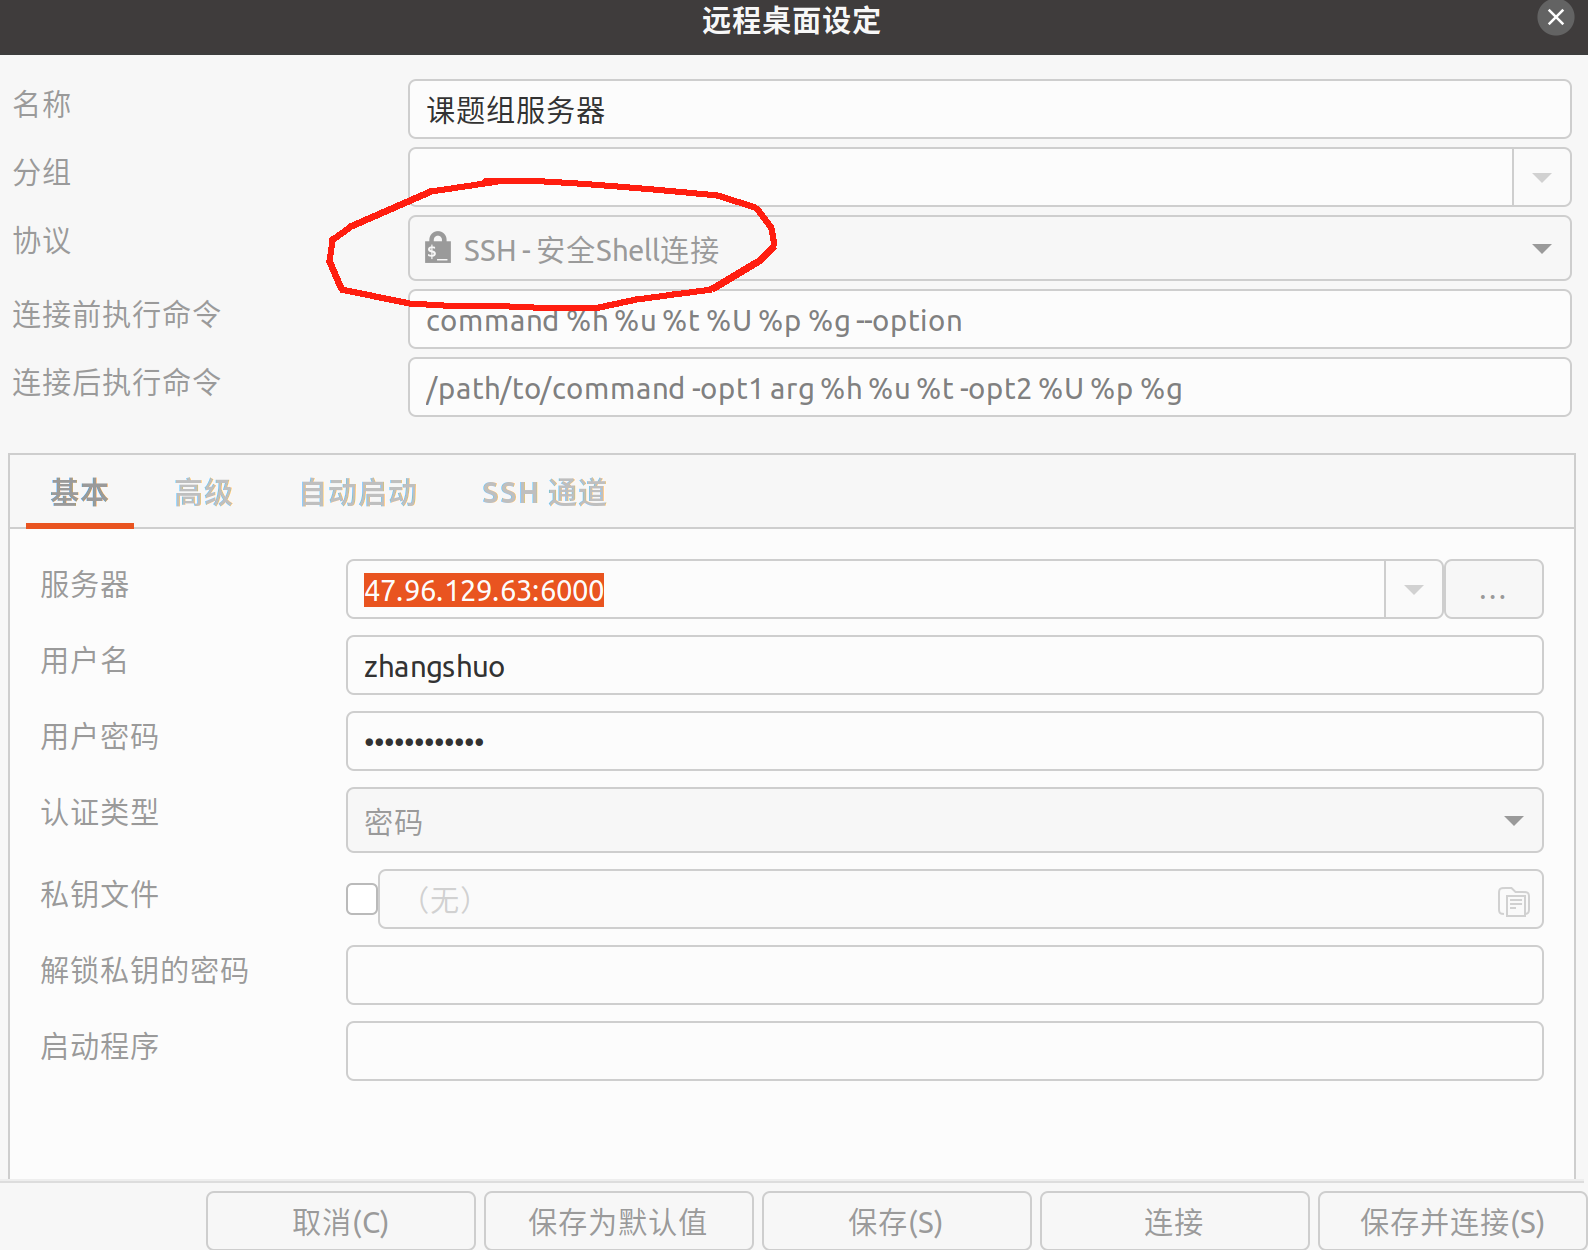 远程桌面设定
名称
课题组服务器
分组
协议
SSH - 安全Shell连接
连接前执行命令
command %h %u %t %U %p %g --option
连接后执行命令
/path/to/command -opt1 arg %h %u %t -opt2 %U %p %g
基本 高级 自动启动 SSH 通道
服务器
47.96.129.63:6000
...
用户名
zhangshuo
用户密码
••••••••••••
认证类型
密码
私钥文件
（无）
解锁私钥的密码
启动程序
取消(C) 保存为默认值 保存(S) 连接 保存并连接(S)